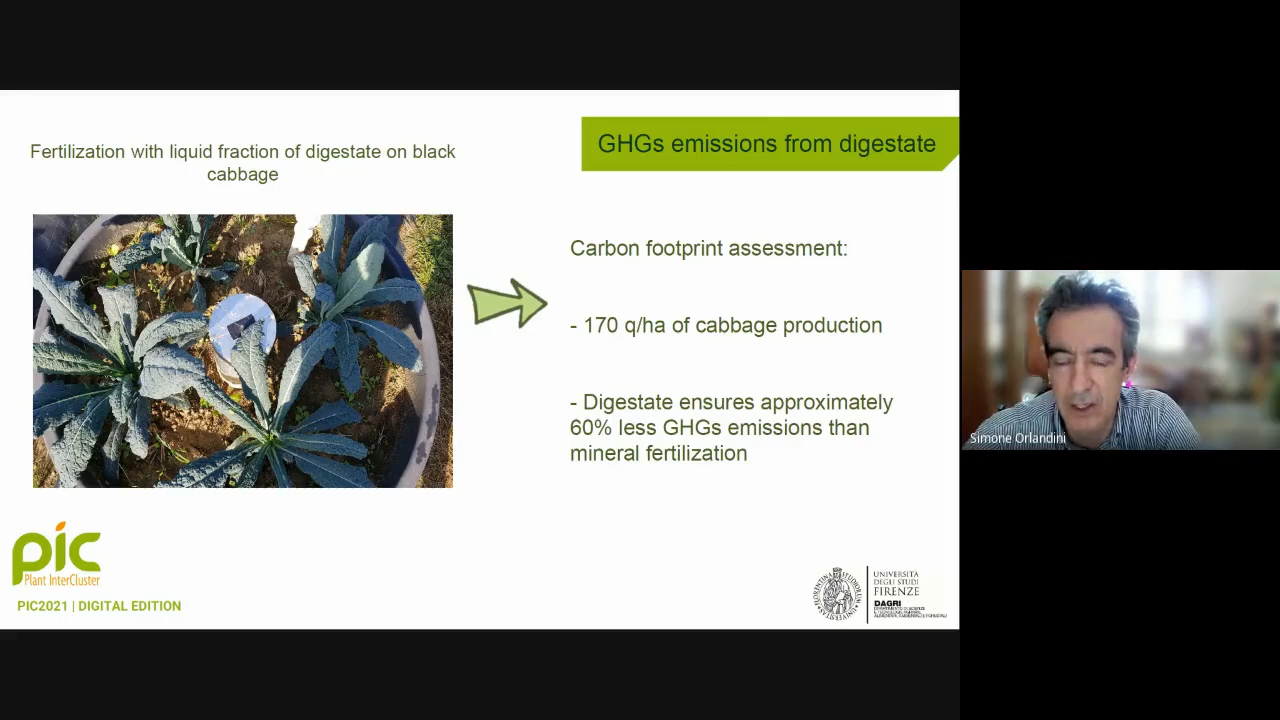 Fertilization with liquid fraction of digestate on black
cabbage
GHGs emissions from digestate
Carbon footprint assessment:
- 170 q/ha of cabbage production
- Digestate ensures approximately
60% less GHGs emissions than
mineral fertilization
Simone Orlandini
pic
Plant InterCluster
PIC2021 | DIGITAL EDITION
UNIVERSITÀ
DEGLI STUDI
FIRENZE
DAGRI